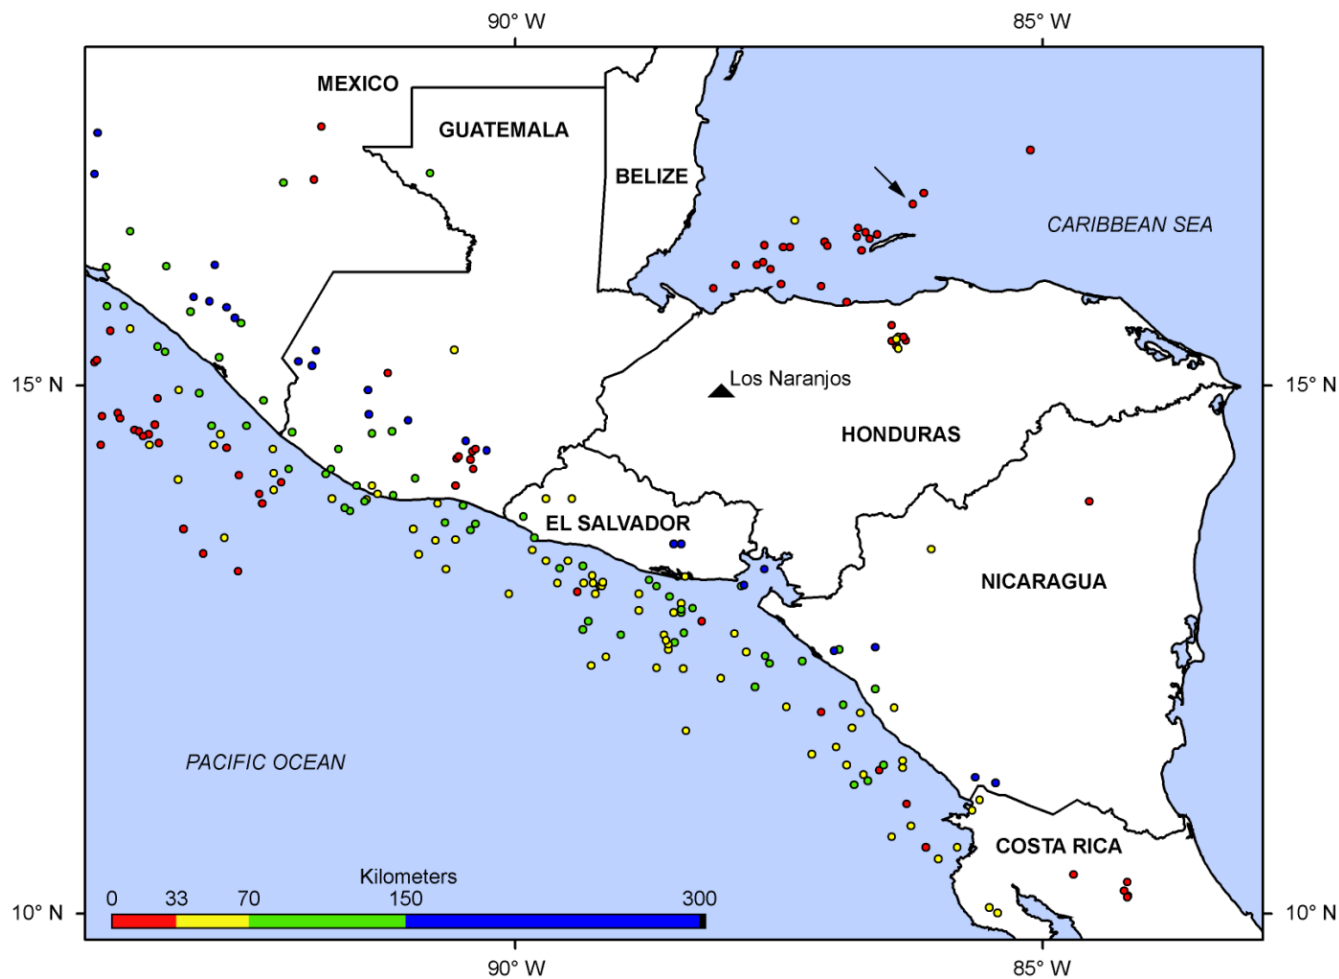 90° W
85° W
MEXICO
GUATEMALA
BELIZE
CARIBBEAN SEA
15° N
15° N
Los Naranjos
HONDURAS
EL SALVADOR
NICARAGUA
PACIFIC OCEAN
COSTA RICA
Kilometers
0 33 70 150 300
10° N
10° N
90° W
85° W